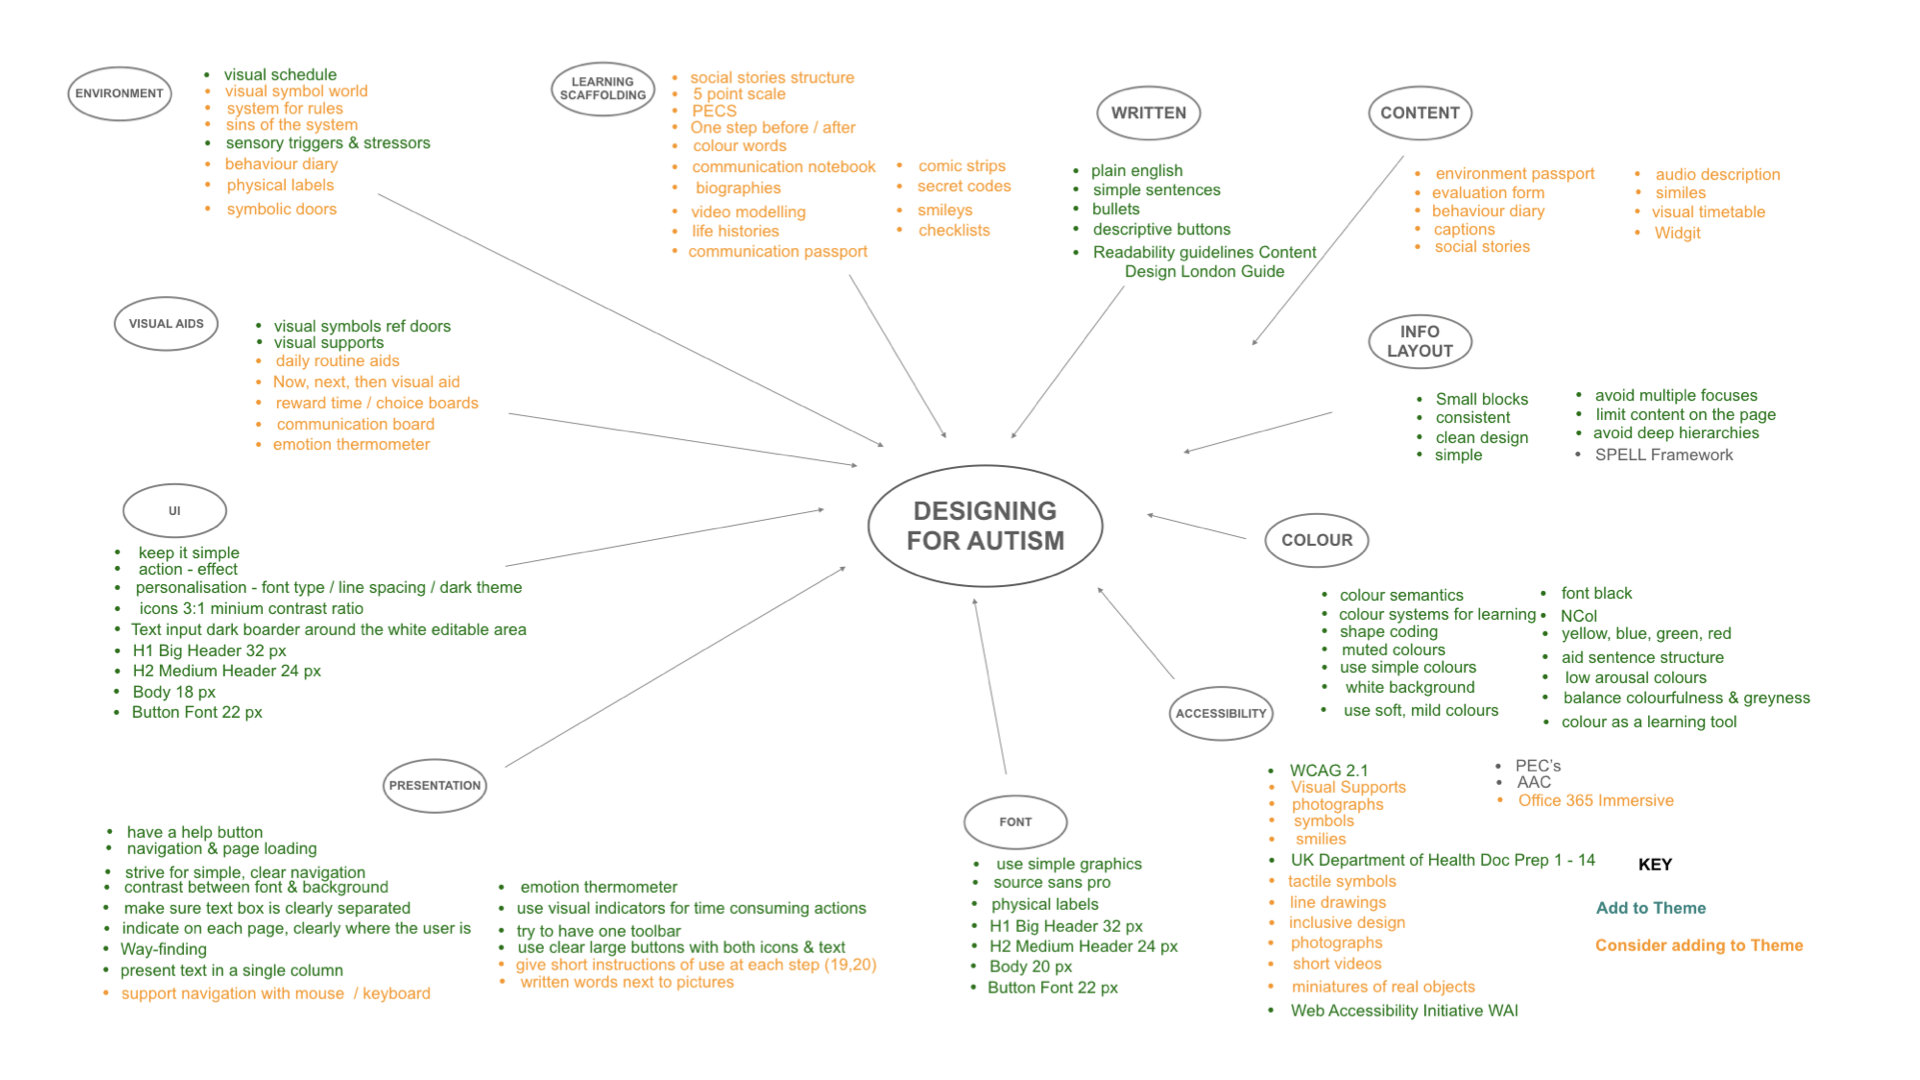 ENVIRONMENT
• visual schedule
• visual symbol world
• system for rules
• sins of the system
• sensory triggers & stressors
• behaviour diary
• physical labels
• symbolic doors
LEARNING
SCAFFOLDING
• social stories structure
• 5 point scale
• PECS
• One step before / after
• colour words
• communication notebook
• biographies
• video modelling
• life histories
• communication passport
• comic strips
• secret codes
• smileys
• checklists
WRITTEN
• plain english
• simple sentences
• bullets
• descriptive buttons
• Readability guidelines Content
Design London Guide
CONTENT
• environment passport
• evaluation form
• behaviour diary
• captions
• social stories
• audio description
• similes
• visual timetable
• Widgit
VISUAL AIDS
• visual symbols ref doors
• visual supports
• daily routine aids
• Now, next, then visual aid
• reward time / choice boards
• communication board
• emotion thermometer
INFO
LAYOUT
• Small blocks
• consistent
• clean design
• simple
• avoid multiple focuses
• limit content on the page
• avoid deep hierarchies
• SPELL Framework
DESIGNING
FOR AUTISM
UI
• keep it simple
• action - effect
• personalisation - font type / line spacing / dark theme
• icons 3:1 minium contrast ratio
• Text input dark boarder around the white editable area
• H1 Big Header 32 px
• H2 Medium Header 24 px
• Body 18 px
• Button Font 22 px
COLOUR
• colour semantics
• colour systems for learning
• shape coding
• muted colours
• use simple colours
• white background
• use soft, mild colours
• font black
• NCol
• yellow, blue, green, red
• aid sentence structure
• low arousal colours
• balance colourfulness & greyness
• colour as a learning tool
PRESENTATION
• have a help button
• navigation & page loading
• strive for simple, clear navigation
• contrast between font & background
• make sure text box is clearly separated
• indicate on each page, clearly where the user is
• Way-finding
• present text in a single column
• support navigation with mouse / keyboard
• emotion thermometer
• use visual indicators for time consuming actions
• try to have one toolbar
• use clear large buttons with both icons & text
• give short instructions of use at each step (19,20)
• written words next to pictures
FONT
• use simple graphics
• source sans pro
• physical labels
• H1 Big Header 32 px
• H2 Medium Header 24 px
• Body 20 px
• Button Font 22 px
ACCESSIBILITY
• WCAG 2.1
• Visual Supports
• photographs
• symbols
• smilies
• UK Department of Health Doc Prep 1 - 14
• tactile symbols
• line drawings
• inclusive design
• photographs
• short videos
• miniatures of real objects
• Web Accessibility Initiative WAI
• PEC's
• AAC
• Office 365 Immersive
KEY
Add to Theme
Consider adding to Theme